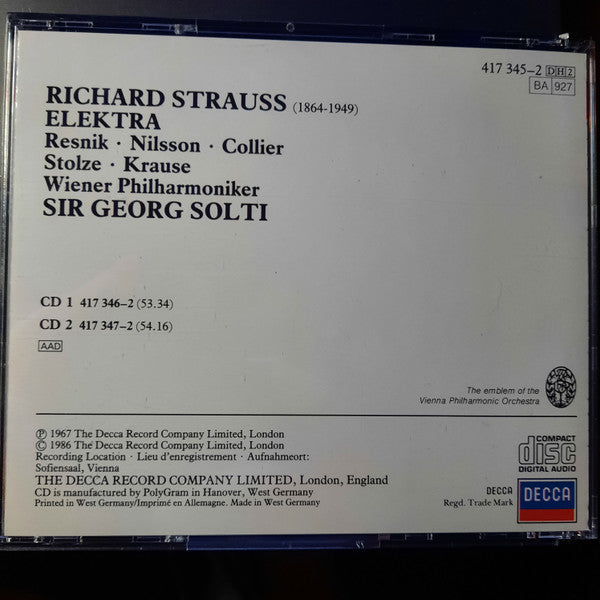 417 345-2 DH2
BA 927
RICHARD STRAUSS (1864-1949)
ELEKTRA
Resnik · Nilsson · Collier
Stolze · Krause
Wiener Philharmoniker
SIR GEORG SOLTI
CD 1 417 346-2 (53.34)
CD 2 417 347-2 (54.16)
AAD
The emblem of the
Vienna Philharmonic Orchestra
Ⓟ 1967 The Decca Record Company Limited, London
© 1986 The Decca Record Company Limited, London
Recording Location · Lieu d'enregistrement · Aufnahmeort:
Sofiensaal, Vienna
THE DECCA RECORD COMPANY LIMITED, London, England
CD is manufactured by PolyGram in Hanover, West Germany
Printed in West Germany/Imprimé en Allemagne. Made in West Germany
COMPACT
disc
DIGITAL AUDIO
DECCA
Regd. Trade Mark
DECCA